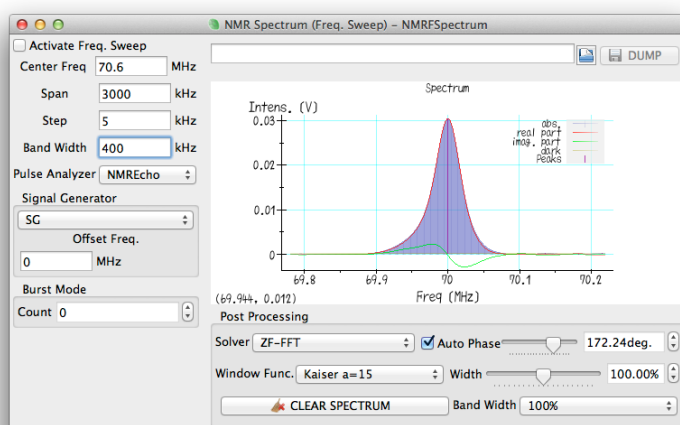 NMR Spectrum (Freq. Sweep) - NMRFSpectrum
Activate Freq. Sweep
Center Freq 70.6 MHz
Span 3000 kHz
Step 5 kHz
Band Width 400 kHz
Pulse Analyzer NMREcho
Signal Generator
SG
Offset Freq.
0 MHz
Burst Mode
Count 0
DUMP
Spectrum
Intens. (V)
abs.
real part
imag. part
dark
Peaks
0.03
0.02
0.01
0
69.8 69.9 70 70.1 70.2
(69.944, 0.012) Freq (MHz)
Post Processing
Solver ZF-FFT Auto Phase 172.24deg.
Window Func. Kaiser a=15 Width 100.00%
CLEAR SPECTRUM Band Width 100%